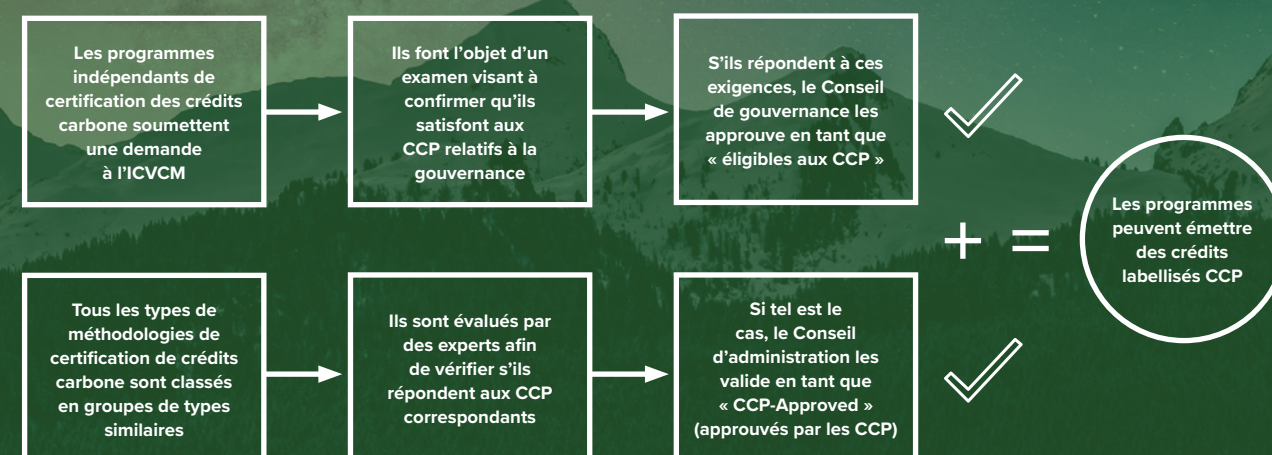 Les programmes
indépendants de
certification des crédits
carbone soumettent
une demande
à l'ICVCM
Ils font l'objet d'un
examen visant à
confirmer qu'ils
satisfont aux
CCP relatifs à la
gouvernance
S'ils répondent à ces
exigences, le Conseil
de gouvernance les
approuve en tant que
« éligibles aux CCP »
Tous les types de
méthodologies de
certification de crédits
carbone sont classés
en groupes de types
similaires
Ils sont évalués par
des experts afin
de vérifier s'ils
répondent aux CCP
correspondants
Si tel est le
cas, le Conseil
d'administration les
valide en tant que
« CCP-Approved »
(approuvés par les CCP)
+ =
Les programmes
peuvent émettre
des crédits
labellisés CCP